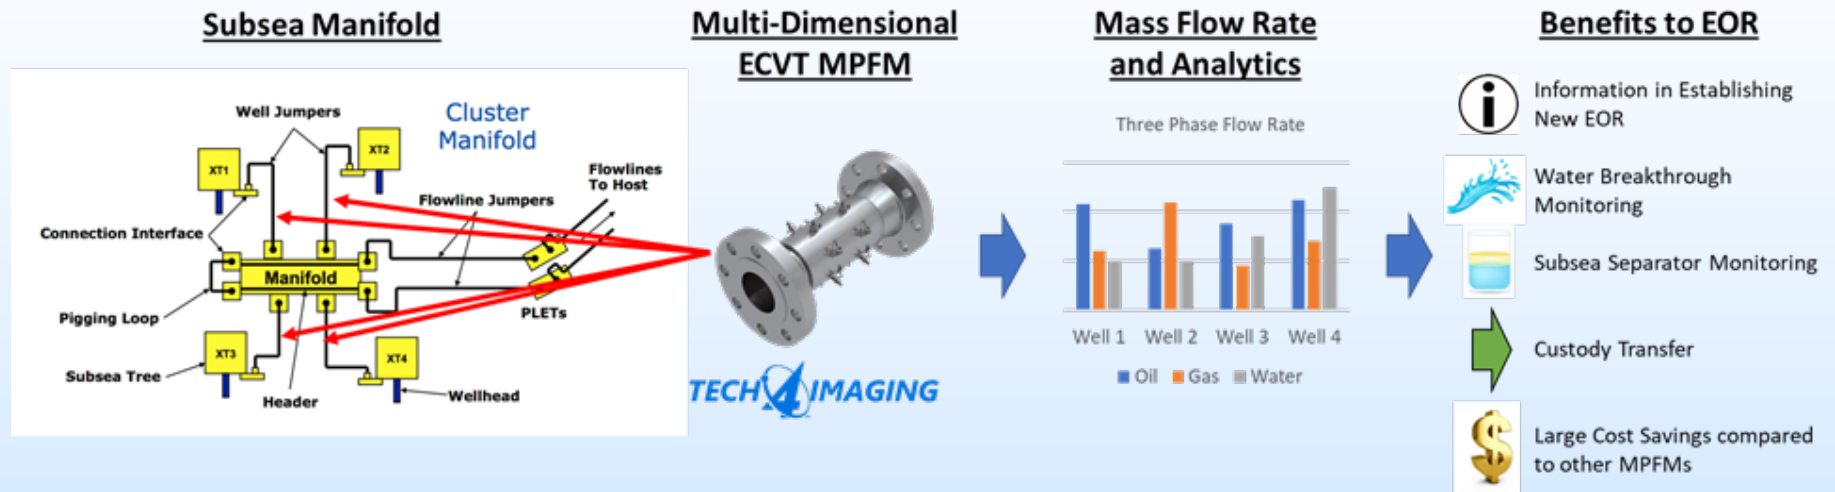 Subsea Manifold
Cluster
Manifold
Well Jumpers
XT1
XT2
Flowlines
To Host
Flowline Jumpers
Connection Interface
Manifold
Pigging Loop
PLETs
XT3
XT4
Subsea Tree
Header
Wellhead
Multi-Dimensional
ECVT MPFM
TECH4IMAGING
Mass Flow Rate
and Analytics
Three Phase Flow Rate
Well 1 Well 2 Well 3 Well 4
Oil Gas Water
Benefits to EOR
Information in Establishing
New EOR
Water Breakthrough
Monitoring
Subsea Separator Monitoring
Custody Transfer
Large Cost Savings compared
to other MPFMs